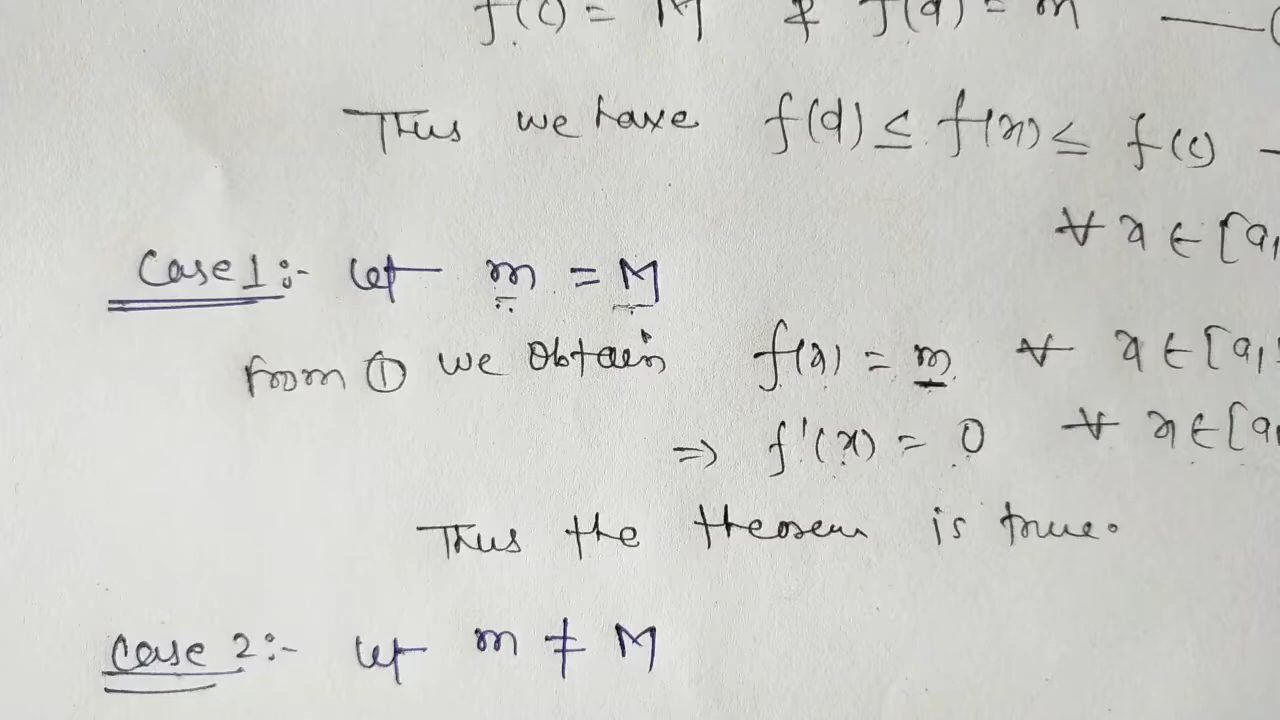 f(c) = M & f(d) = m —(
Thus we have f(d) ≤ f(x) ≤ f(c) -
∀ x ∈ [a,
Case 1:- let m = M
from ① we obtain f(x) = m ∀ x ∈ [a,
⇒ f'(x) = 0 ∀ x ∈ [a,
Thus the theorem is true.
Case 2:- let m ≠ M